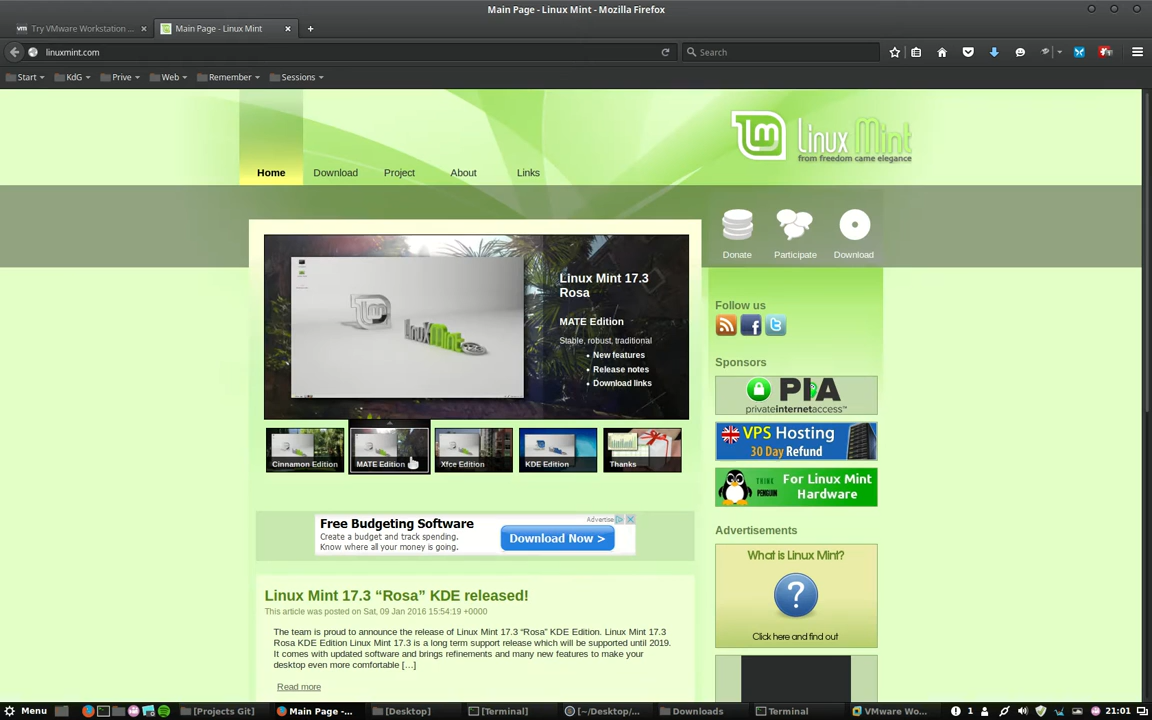 Main Page - Linux Mint - Mozilla Firefox
Try VMware Workstation ...
Main Page - Linux Mint
linuxmint.com
Search
Start
KdG
Prive
Web
Remember
Sessions
Linux Mint
from freedom came elegance
Home
Download
Project
About
Links
Donate
Participate
Download
Linux Mint 17.3
Rosa
MATE Edition
Stable, robust, traditional
• New features
• Release notes
• Download links
LinuxMint
Cinnamon Edition
MATE Edition
Xfce Edition
KDE Edition
Thanks
Follow us
Sponsors
PIA
privateinternetaccess™
VPS Hosting
30 Day Refund
THINK
PENGUIN
For Linux Mint
Hardware
Advertisements
What is Linux Mint?
?
Click here and find out
Free Budgeting Software
Create a budget and track spending.
Know where all your money is going.
Advertise
Download Now >
Linux Mint 17.3 “Rosa” KDE released!
This article was posted on Sat, 09 Jan 2016 15:54:19 +0000
The team is proud to announce the release of Linux Mint 17.3 “Rosa” KDE Edition. Linux Mint 17.3
Rosa KDE Edition Linux Mint 17.3 is a long term support release which will be supported until 2019.
It comes with updated software and brings refinements and many new features to make your
desktop even more comfortable […]
Read more
Menu
[Projects Git]
Main Page -...
[Desktop]
[Terminal]
[~/Desktop/...
Downloads
Terminal
VMware Wo...
1
21:01